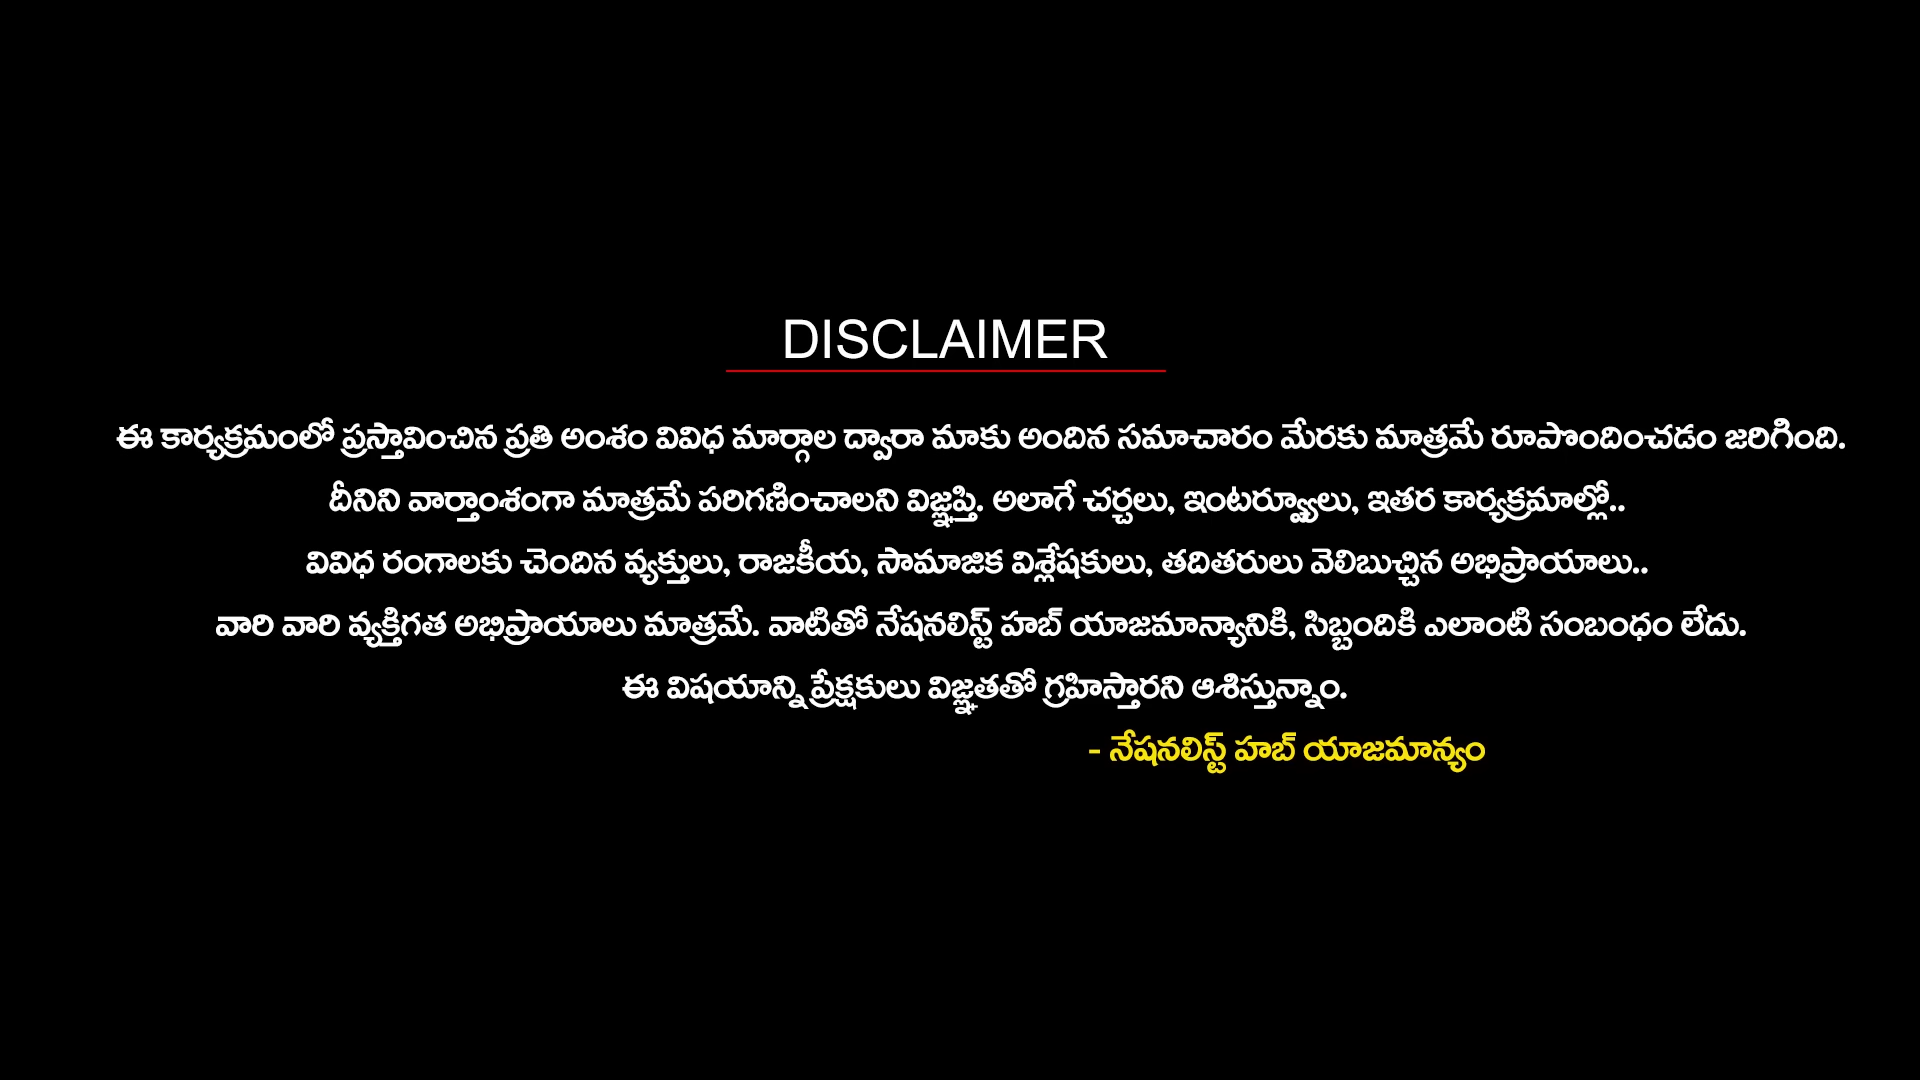 DISCLAIMER
ఈ కార్యక్రమంలో ప్రస్తావించిన ప్రతి అంశం వివిధ మార్గాల ద్వారా మాకు అందిన సమాచారం మేరకు మాత్రమే రూపొందించడం జరిగింది.
దీనిని వార్తాంశంగా మాత్రమే పరిగణించాలని విజ్ఞప్తి. అలాగే చర్చలు, ఇంటర్వ్యూలు, ఇతర కార్యక్రమాల్లో..
వివిధ రంగాలకు చెందిన వ్యక్తులు, రాజకీయ, సామాజిక విశ్లేషకులు, తదితరులు వెలిబుచ్చిన అభిప్రాయాలు..
వారి వారి వ్యక్తిగత అభిప్రాయాలు మాత్రమే. వాటితో నేషనలిస్ట్ హబ్ యాజమాన్యానికి, సిబ్బందికి ఎలాంటి సంబంధం లేదు.
ఈ విషయాన్ని ప్రేక్షకులు విజ్ఞతతో గ్రహిస్తారని ఆశిస్తున్నాం.
- నేషనలిస్ట్ హబ్ యాజమాన్యం